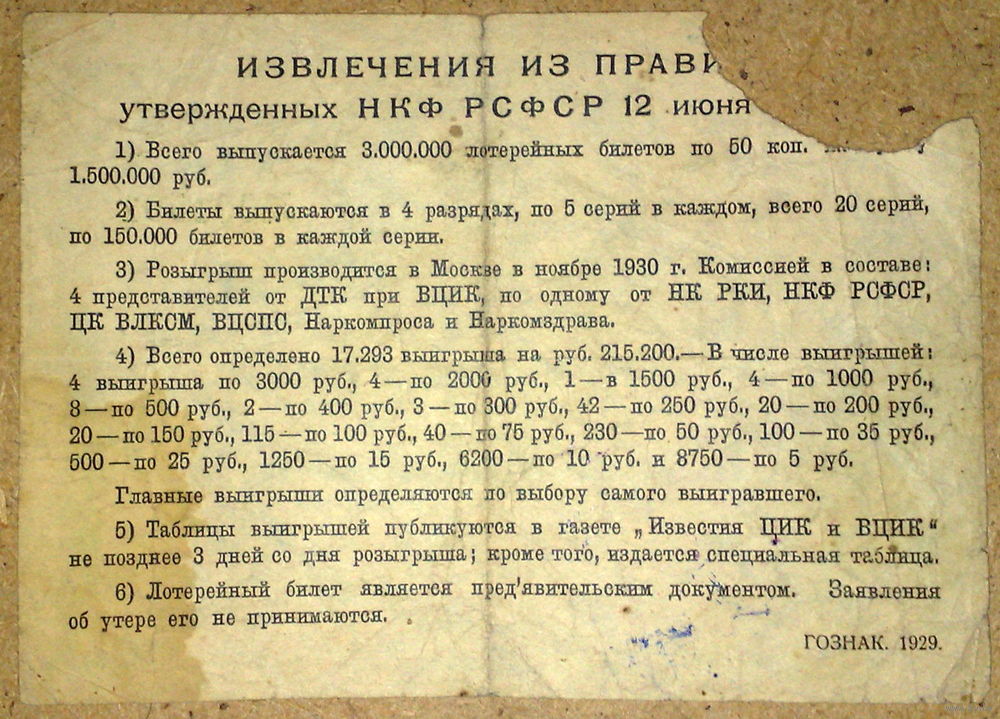 ИЗВЛЕЧЕНИЯ ИЗ ПРАВИ
утвержденных НКФ РСФСР 12 июня
1) Всего выпускается 3.000.000 лотерейных билетов по 50 коп.
1.500.000 руб.
2) Билеты выпускаются в 4 разрядах, по 5 серий в каждом, всего 20 серий,
по 150.000 билетов в каждой серии.
3) Розыгрыш производится в Москве в ноябре 1930 г. Комиссией в составе:
4 представителей от ДТК при ВЦИК, по одному от НК РКИ, НКФ РСФСР,
ЦК ВЛКСМ, ВЦСПС, Наркомпроса и Наркомздрава.
4) Всего определено 17.293 выигрыша на руб. 215.200.— В числе выигрышей:
4 выигрыша по 3000 руб., 4 — по 2000 руб., 1 — в 1500 руб., 4 — по 1000 руб.,
8 — по 500 руб., 2 — по 400 руб., 3 — по 300 руб., 42 — по 250 руб., 20 — по 200 руб.,
20 — по 150 руб., 115 — по 100 руб., 40 — по 75 руб., 230 — по 50 руб., 100 — по 35 руб.,
500 — по 25 руб., 1250 — по 15 руб., 6200 — по 10 руб. и 8750 — по 5 руб.
Главные выигрыши определяются по выбору самого выигравшего.
5) Таблицы выигрышей публикуются в газете „Известия ЦИК и ВЦИК“
не позднее 3 дней со дня розыгрыша; кроме того, издается специальная таблица.
6) Лотерейный билет является пред'явительским документом. Заявления
об утере его не принимаются.
ГОЗНАК. 1929.